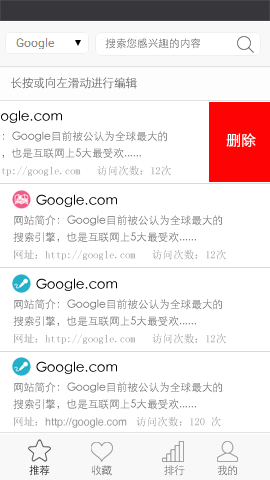 Google ▼ 搜索您感兴趣的内容
长按或向左滑动进行编辑
ogle.com
：Google目前被公认为全球最大的
，也是互联网上5大最受欢......
tp://google.com 访问次数：12次
删除
Google.com
网站简介：Google目前被公认为全球最大的
搜索引擎，也是互联网上5大最受欢......
网址：http://google.com 访问次数：12次
Google.com
网站简介：Google目前被公认为全球最大的
搜索引擎，也是互联网上5大最受欢......
网址：http://google.com 访问次数：12次
Google.com
网站简介：Google目前被公认为全球最大的
搜索引擎，也是互联网上5大最受欢......
网址：http://google.com 访问次数：120 次
推荐 收藏 排行 我的